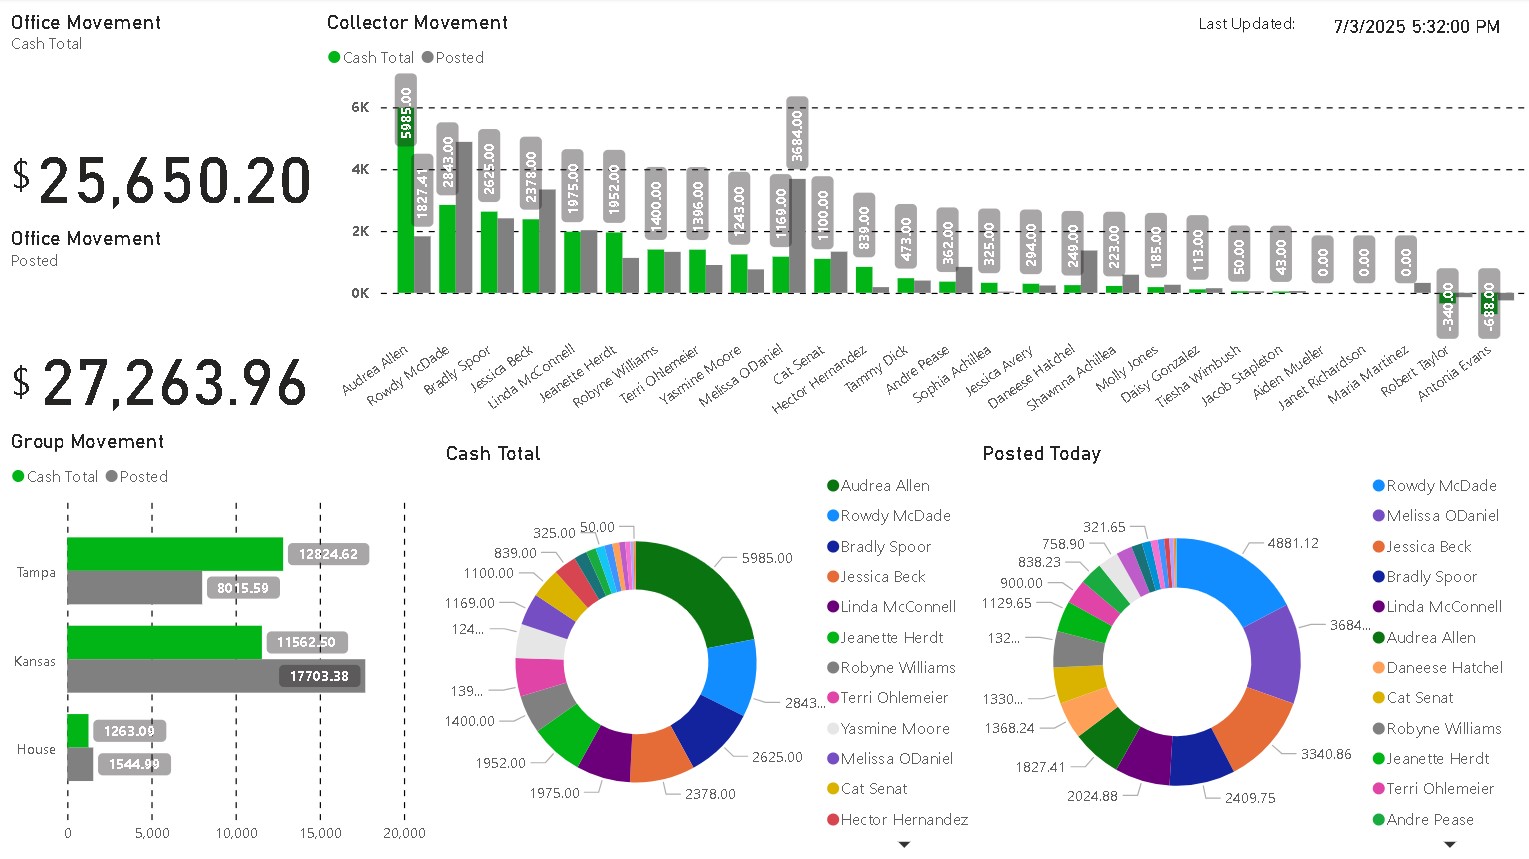 Office Movement
Cash Total
$ 25,650.20
Office Movement
Posted
$ 27,263.96
Collector Movement
Last Updated: 7/3/2025 5:32:00 PM
Cash Total Posted
6K
4K
2K
0K
5985.00
1827.41
2843.00
2625.00
2378.00
1975.00
1952.00
1400.00
1396.00
1243.00
1169.00
3684.00
1100.00
839.00
473.00
362.00
325.00
294.00
249.00
223.00
185.00
113.00
50.00
43.00
0.00
0.00
0.00
-340.00
-688.00
Audrea Allen
Rowdy McDade
Bradly Spoor
Jessica Beck
Linda McConnell
Jeanette Herdt
Robyne Williams
Terri Ohlemeier
Yasmine Moore
Melissa ODaniel
Cat Senat
Hector Hernandez
Tammy Dick
Andre Pease
Sophia Achillea
Jessica Avery
Daneese Hatchel
Shawnna Achillea
Molly Jones
Daisy Gonzalez
Tiesha Wimbush
Jacob Stapleton
Aiden Mueller
Janet Richardson
Maria Martinez
Robert Taylor
Antonia Evans
Group Movement
Cash Total Posted
Tampa
12824.62
8015.59
Kansas
11562.50
17703.38
House
1263.09
1544.99
0 5,000 10,000 15,000 20,000
Cash Total
50.00
325.00
839.00
1100.00
1169.00
124...
139...
1400.00
1952.00
1975.00
2378.00
2625.00
2843...
5985.00
Audrea Allen
Rowdy McDade
Bradly Spoor
Jessica Beck
Linda McConnell
Jeanette Herdt
Robyne Williams
Terri Ohlemeier
Yasmine Moore
Melissa ODaniel
Cat Senat
Hector Hernandez
Posted Today
321.65
758.90
838.23
900.00
1129.65
132...
1330...
1368.24
1827.41
2024.88
2409.75
3340.86
3684...
4881.12
Rowdy McDade
Melissa ODaniel
Jessica Beck
Bradly Spoor
Linda McConnell
Audrea Allen
Daneese Hatchel
Cat Senat
Robyne Williams
Jeanette Herdt
Terri Ohlemeier
Andre Pease